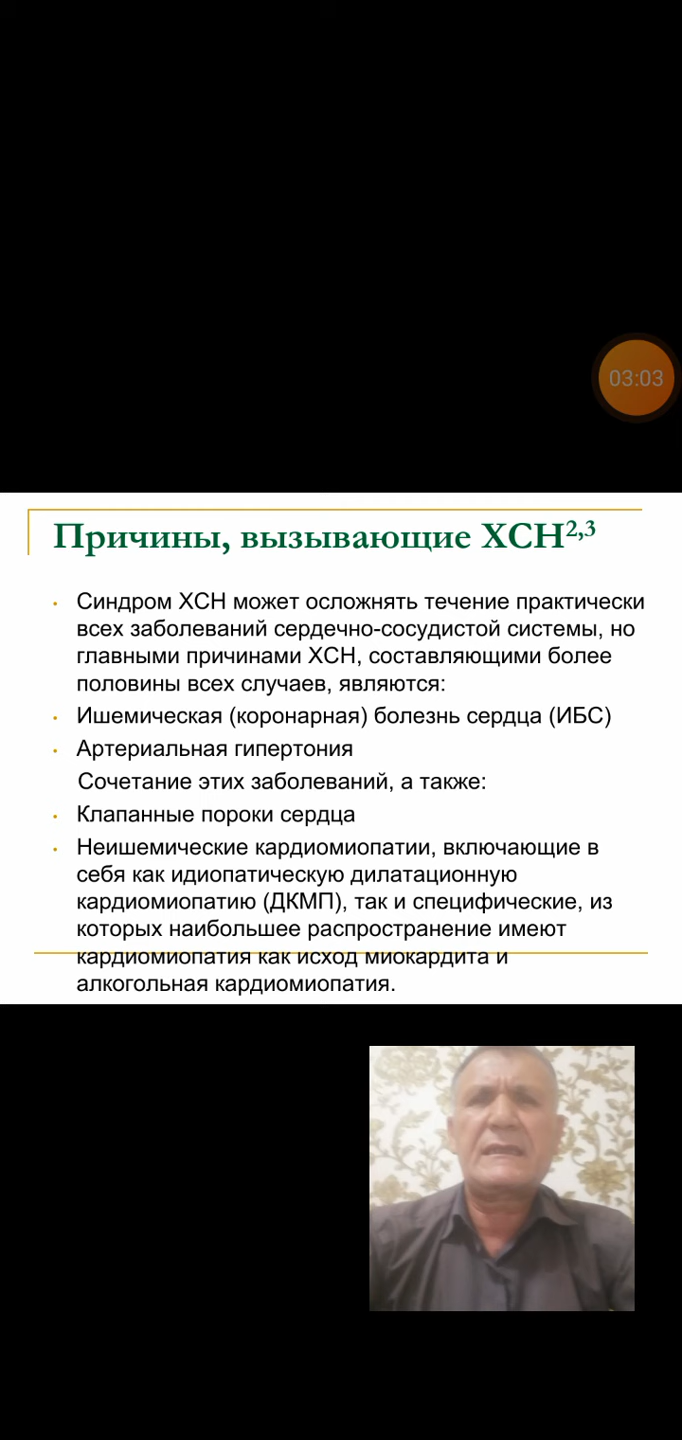 03:03
Причины, вызывающие ХСН2,3
• Синдром ХСН может осложнять течение практически
всех заболеваний сердечно-сосудистой системы, но
главными причинами ХСН, составляющими более
половины всех случаев, являются:
• Ишемическая (коронарная) болезнь сердца (ИБС)
• Артериальная гипертония
Сочетание этих заболеваний, а также:
• Клапанные пороки сердца
• Неишемические кардиомиопатии, включающие в
себя как идиопатическую дилатационную
кардиомиопатию (ДКМП), так и специфические, из
которых наибольшее распространение имеют
кардиомиопатия как исход миокардита и
алкогольная кардиомиопатия.